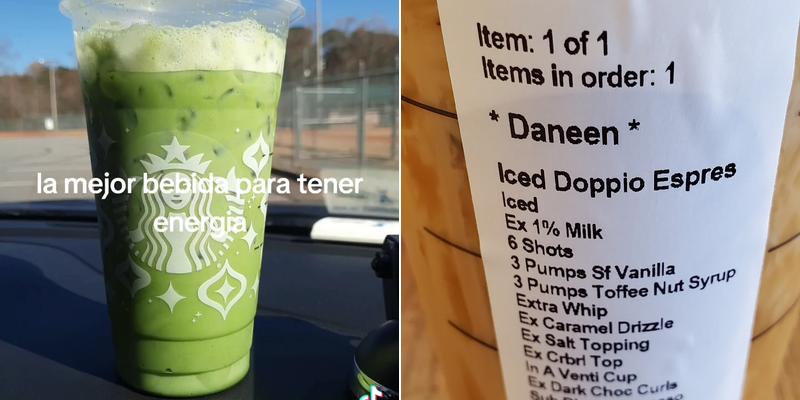 la mejor bebida para tener
energía
Item: 1 of 1
Items in order: 1
* Daneen *
Iced Doppio Espres
Iced
Ex 1% Milk
6 Shots
3 Pumps Sf Vanilla
3 Pumps Toffee Nut Syrup
Extra Whip
Ex Caramel Drizzle
Ex Salt Topping
Ex Crbrl Top
In A Venti Cup
Ex Dark Choc Curls